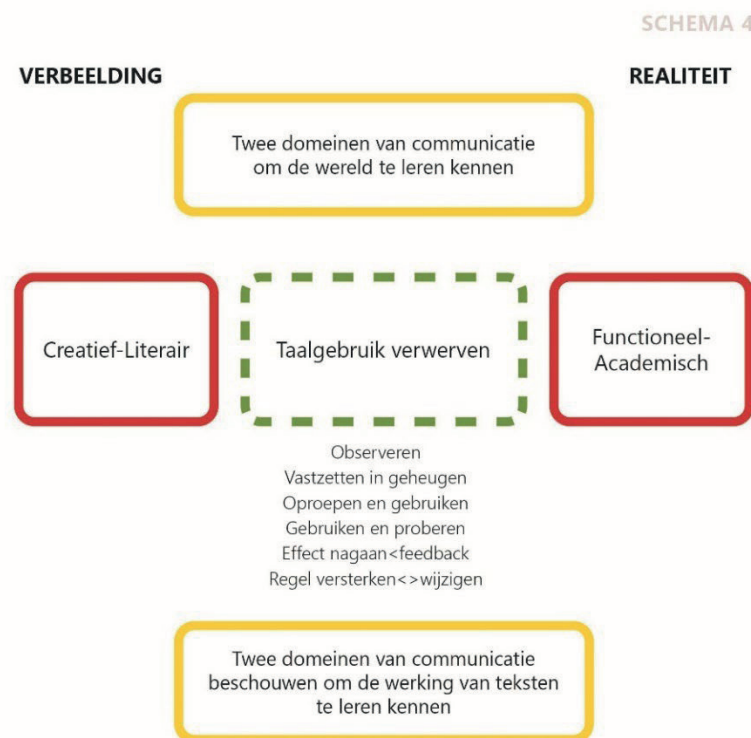 SCHEMA 4
VERBEELDING
REALITEIT
Twee domeinen van communicatie
om de wereld te leren kennen
Creatief-Literair
Taalgebruik verwerven
Functioneel-
Academisch
Observeren
Vastzetten in geheugen
Oproepen en gebruiken
Gebruiken en proberen
Effect nagaan<feedback
Regel versterken<>wijzigen
Twee domeinen van communicatie
beschouwen om de werking van teksten
te leren kennen